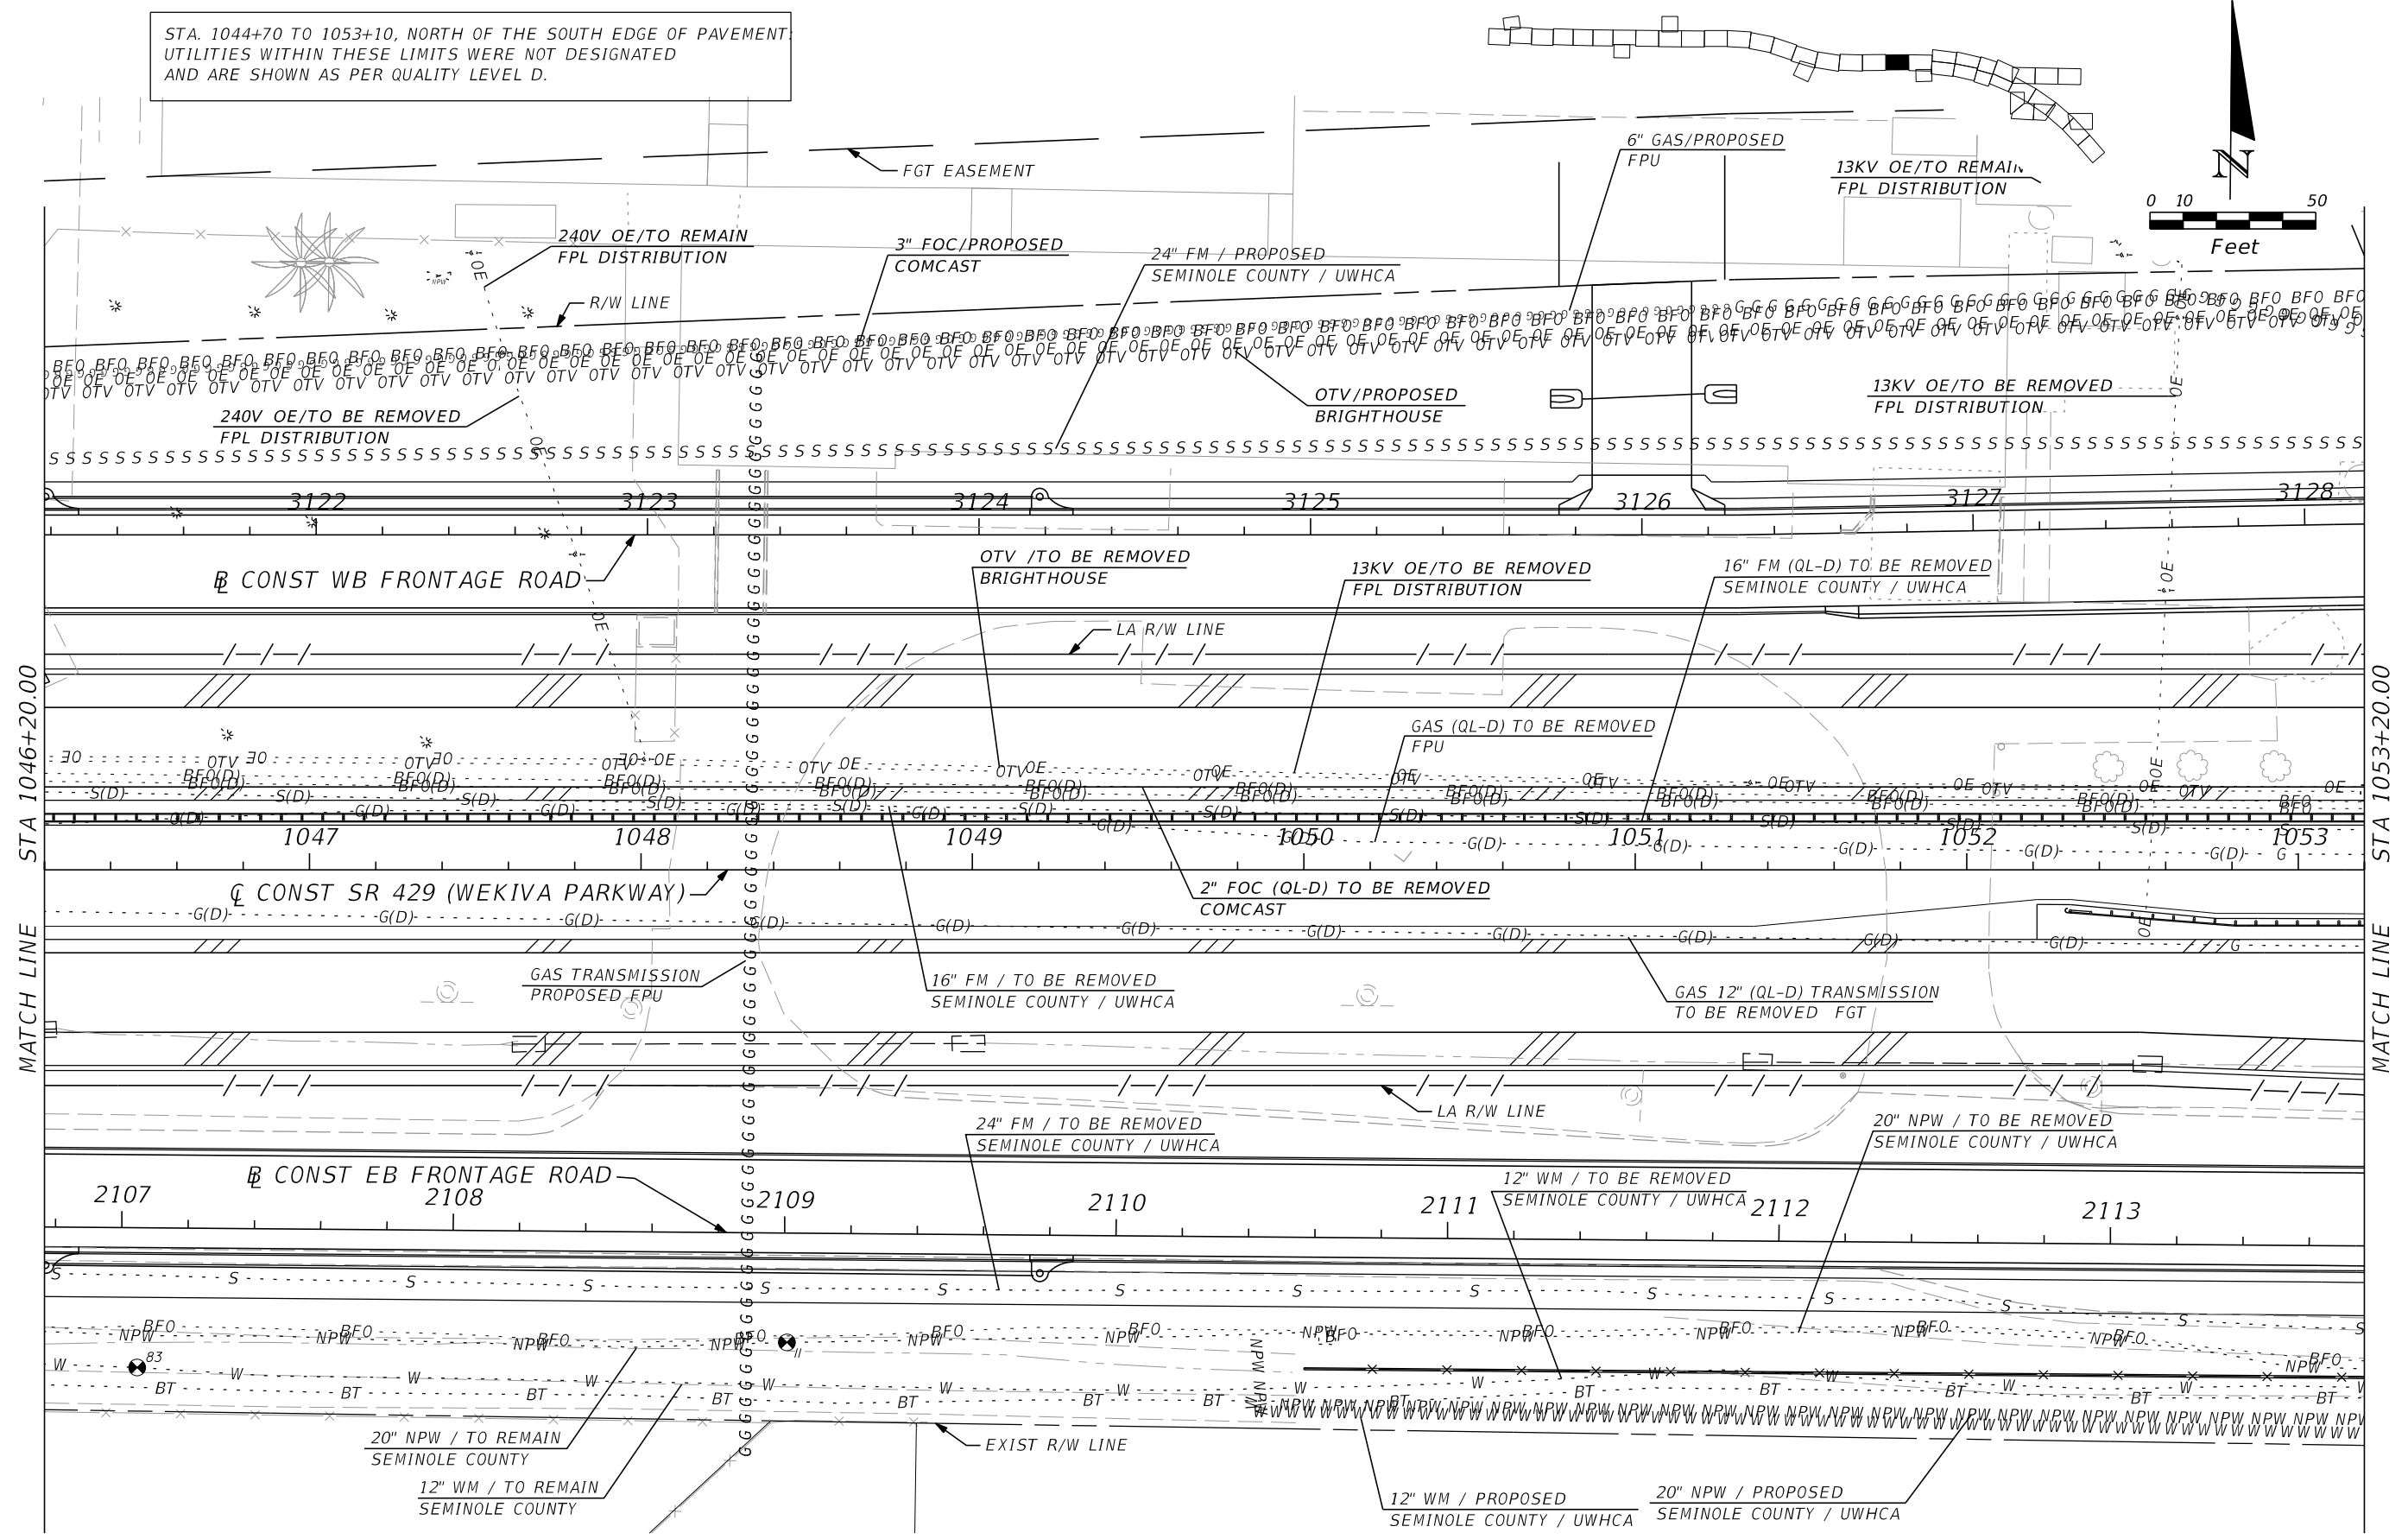 STA. 1044+70 TO 1053+10, NORTH OF THE SOUTH EDGE OF PAVEMENT:
UTILITIES WITHIN THESE LIMITS WERE NOT DESIGNATED
AND ARE SHOWN AS PER QUALITY LEVEL D.
FGT EASEMENT
6" GAS/PROPOSED
FPU
13KV OE/TO REMAIN
FPL DISTRIBUTION
N
0 10 50
Feet
240V OE/TO REMAIN
FPL DISTRIBUTION
3" FOC/PROPOSED
COMCAST
24" FM / PROPOSED
SEMINOLE COUNTY / UWHCA
R/W LINE
240V OE/TO BE REMOVED
FPL DISTRIBUTION
OTV/PROPOSED
BRIGHTHOUSE
13KV OE/TO BE REMOVED
FPL DISTRIBUTION
3122 3123 3124 3125 3126 3127 3128
BL CONST WB FRONTAGE ROAD
OTV /TO BE REMOVED
BRIGHTHOUSE
13KV OE/TO BE REMOVED
FPL DISTRIBUTION
16" FM (QL-D) TO BE REMOVED
SEMINOLE COUNTY / UWHCA
LA R/W LINE
GAS (QL-D) TO BE REMOVED
FPU
MATCH LINE STA 1046+20.00
MATCH LINE STA 1053+20.00
1047 1048 1049 1050 1051 1052 1053
CL CONST SR 429 (WEKIVA PARKWAY)
2" FOC (QL-D) TO BE REMOVED
COMCAST
GAS TRANSMISSION
PROPOSED FPU
16" FM / TO BE REMOVED
SEMINOLE COUNTY / UWHCA
GAS 12" (QL-D) TRANSMISSION
TO BE REMOVED FGT
LA R/W LINE
24" FM / TO BE REMOVED
SEMINOLE COUNTY / UWHCA
20" NPW / TO BE REMOVED
SEMINOLE COUNTY / UWHCA
12" WM / TO BE REMOVED
SEMINOLE COUNTY / UWHCA
BL CONST EB FRONTAGE ROAD
2107 2108 2109 2110 2111 2112 2113
83
11
20" NPW / TO REMAIN
SEMINOLE COUNTY
EXIST R/W LINE
12" WM / TO REMAIN
SEMINOLE COUNTY
12" WM / PROPOSED
SEMINOLE COUNTY / UWHCA
20" NPW / PROPOSED
SEMINOLE COUNTY / UWHCA